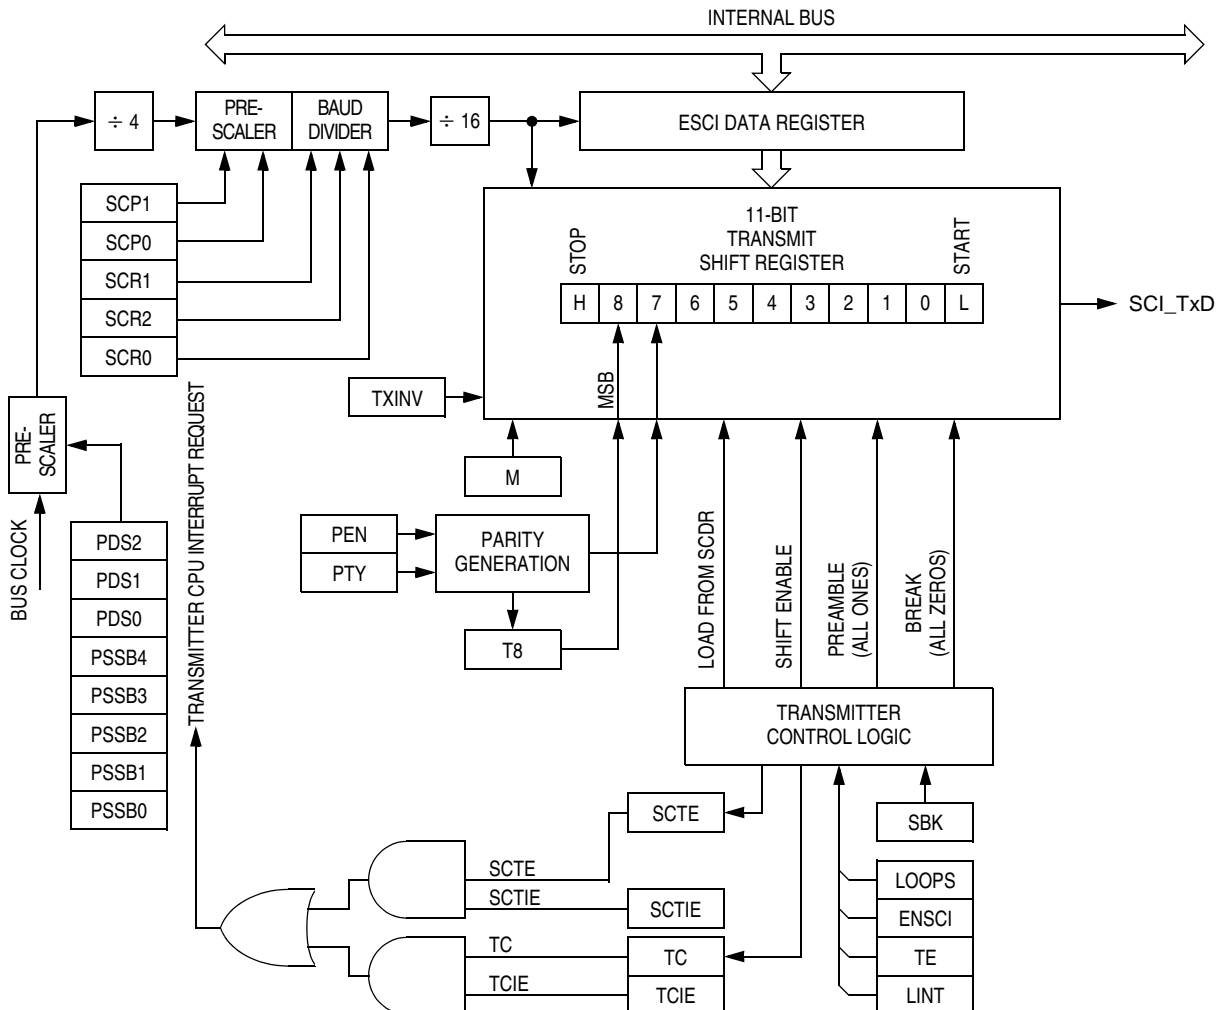 INTERNAL BUS
÷ 4
PRE-
SCALER
BAUD
DIVIDER
÷ 16
ESCI DATA REGISTER
SCP1
SCP0
SCR1
SCR2
SCR0
11-BIT
TRANSMIT
SHIFT REGISTER
STOP
START
H 8 7 6 5 4 3 2 1 0 L
SCI_TxD
TXINV
MSB
M
PRE-
SCALER
BUS CLOCK
TRANSMITTER CPU INTERRUPT REQUEST
PDS2
PDS1
PDS0
PSSB4
PSSB3
PSSB2
PSSB1
PSSB0
PEN
PTY
PARITY
GENERATION
T8
LOAD FROM SCDR
SHIFT ENABLE
PREAMBLE
(ALL ONES)
BREAK
(ALL ZEROS)
TRANSMITTER
CONTROL LOGIC
SCTE
SBK
SCTE
SCTIE
SCTIE
TC
TC
TCIE
TCIE
LOOPS
ENSCI
TE
LINT